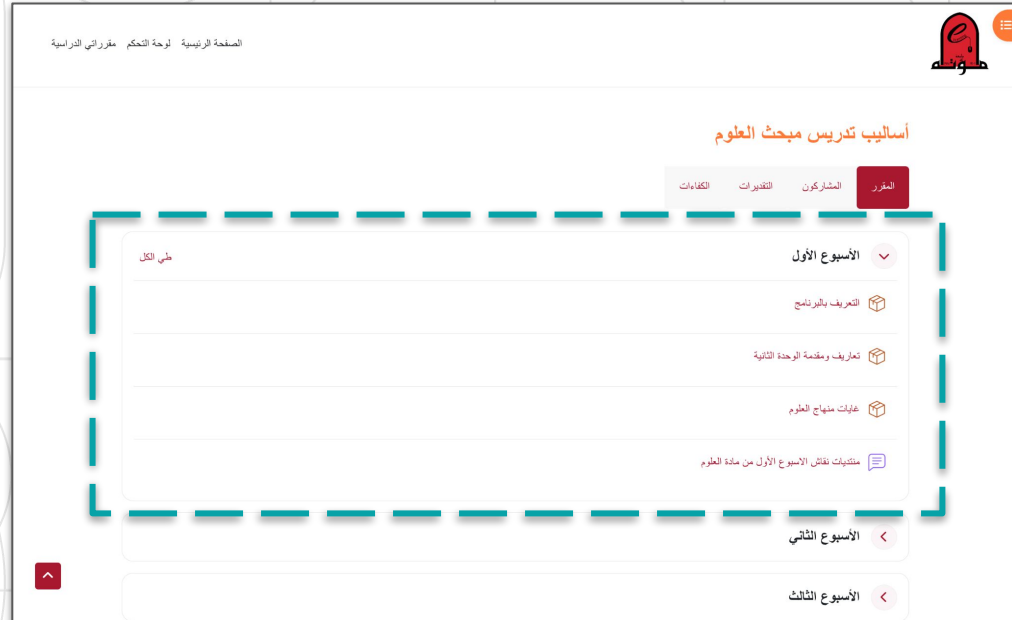 الصفحة الرئيسية لوحة التحكم مقرراتي الدراسية
مؤته
أساليب تدريس مبحث العلوم
المقرر المشاركون التقديرات الكفاءات
الأسبوع الأول طي الكل
التعريف بالبرنامج
تعاريف ومقدمة الوحدة الثانية
غايات منهاج العلوم
منتديات نقاش الاسبوع الأول من مادة العلوم
الأسبوع الثاني
الأسبوع الثالث